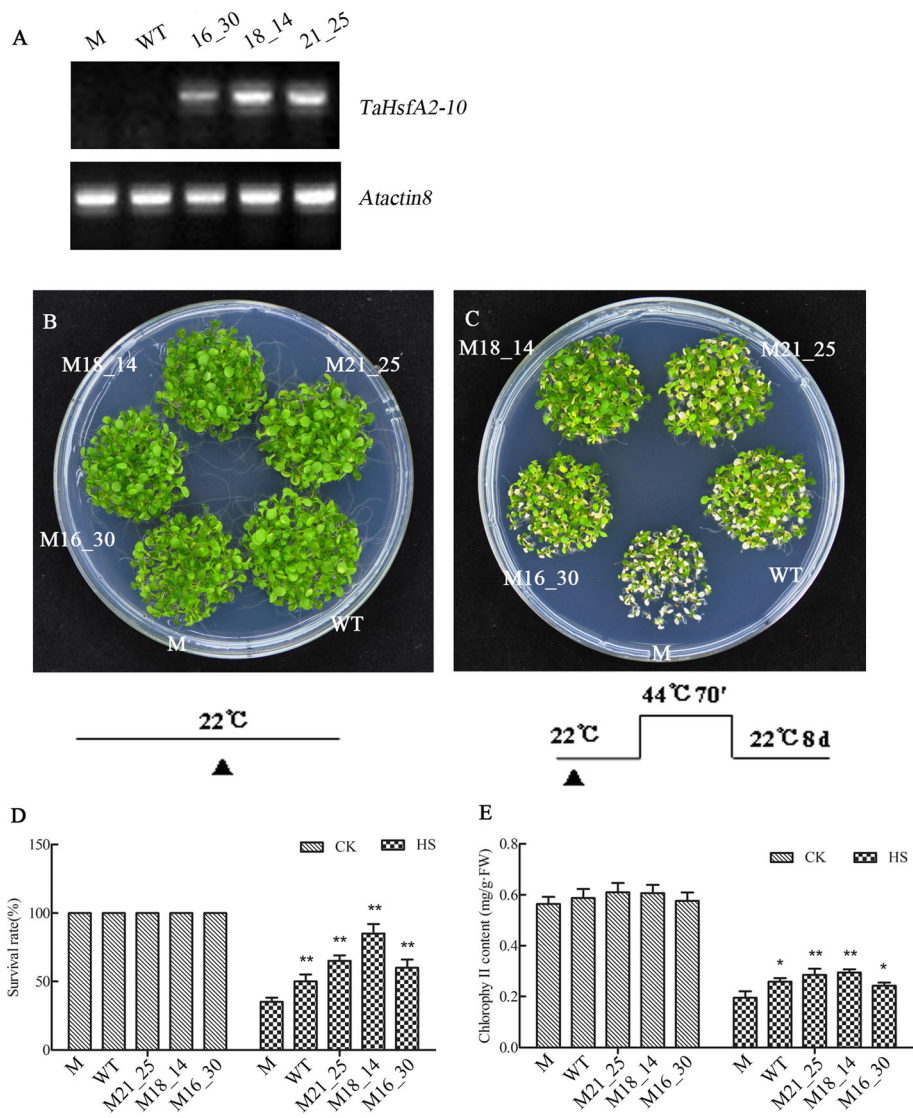 A
M WT 16_30 18_14 21_25
TaHsfA2-10
Atactin8
B
M18_14
M21_25
M16_30
WT
M
C
M18_14
M21_25
M16_30
WT
M
22℃
44℃ 70'
22℃
22℃ 8 d
D
150
100
50
0
Survival rate(%)
CK HS
** ** ** **
M WT M21_25 M18_14 M16_30 M WT M21_25 M18_14 M16_30
E
0.8
0.6
0.4
0.2
0.0
Chlorophy II content (mg/g·FW)
CK HS
* ** ** *
M WT M21_25 M18_14 M16_30 M WT M21_25 M18_14 M16_30